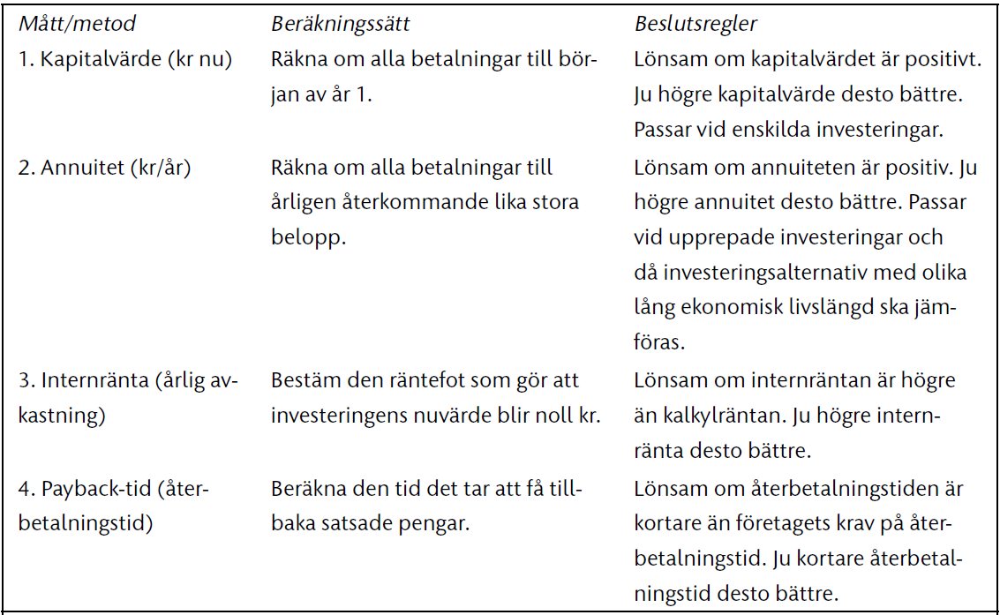 Mått/metod Beräkningssätt Beslutsregler
1. Kapitalvärde (kr nu) Räkna om alla betalningar till bör- Lönsam om kapitalvärdet är positivt.
jan av år 1. Ju högre kapitalvärde desto bättre.
Passar vid enskilda investeringar.
2. Annuitet (kr/år) Räkna om alla betalningar till Lönsam om annuiteten är positiv. Ju
årligen återkommande lika stora högre annuitet desto bättre. Passar
belopp. vid upprepade investeringar och
då investeringsalternativ med olika
lång ekonomisk livslängd ska jäm-
föras.
3. Internränta (årlig av- Bestäm den räntefot som gör att Lönsam om internräntan är högre
kastning) investeringens nuvärde blir noll kr. än kalkylräntan. Ju högre intern-
ränta desto bättre.
4. Payback-tid (åter- Beräkna den tid det tar att få till- Lönsam om återbetalningstiden är
betalningstid) baka satsade pengar. kortare än företagets krav på åter-
betalningstid. Ju kortare återbetal-
ningstid desto bättre.